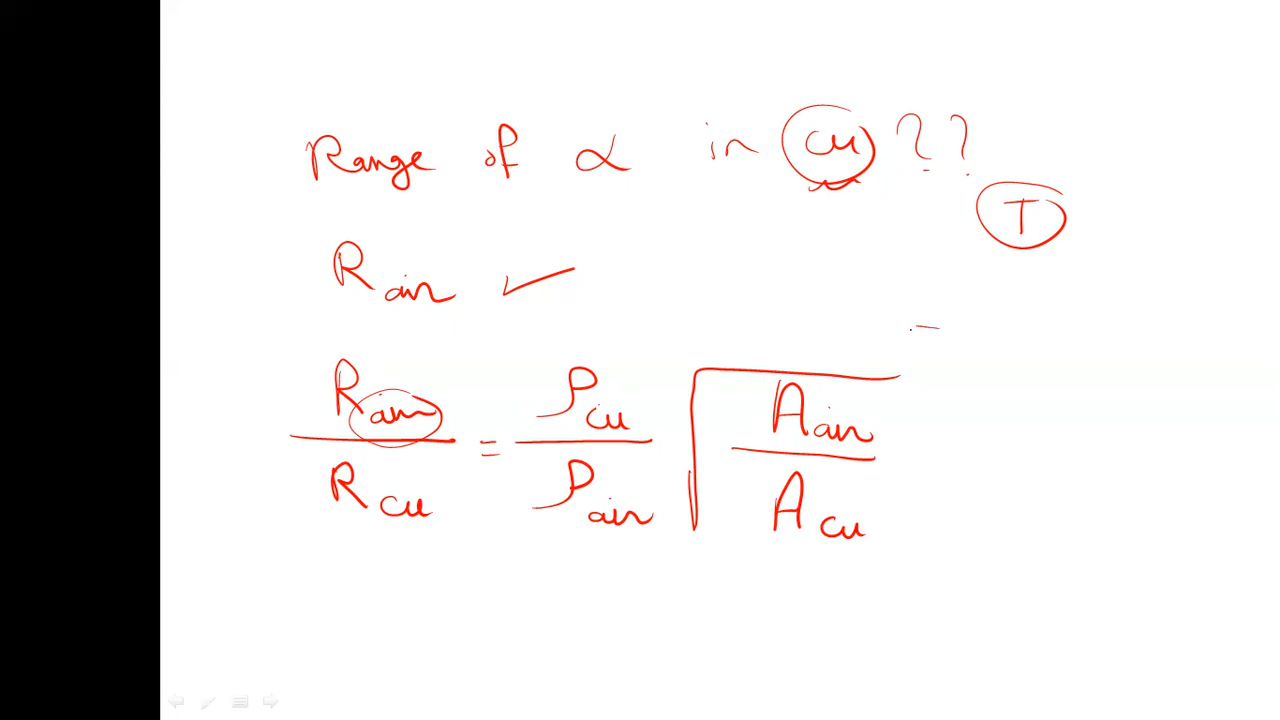 Range of α in Cu ??
T
R air ✓
R air / R Cu = ρ Cu / ρ air √ A air / A Cu